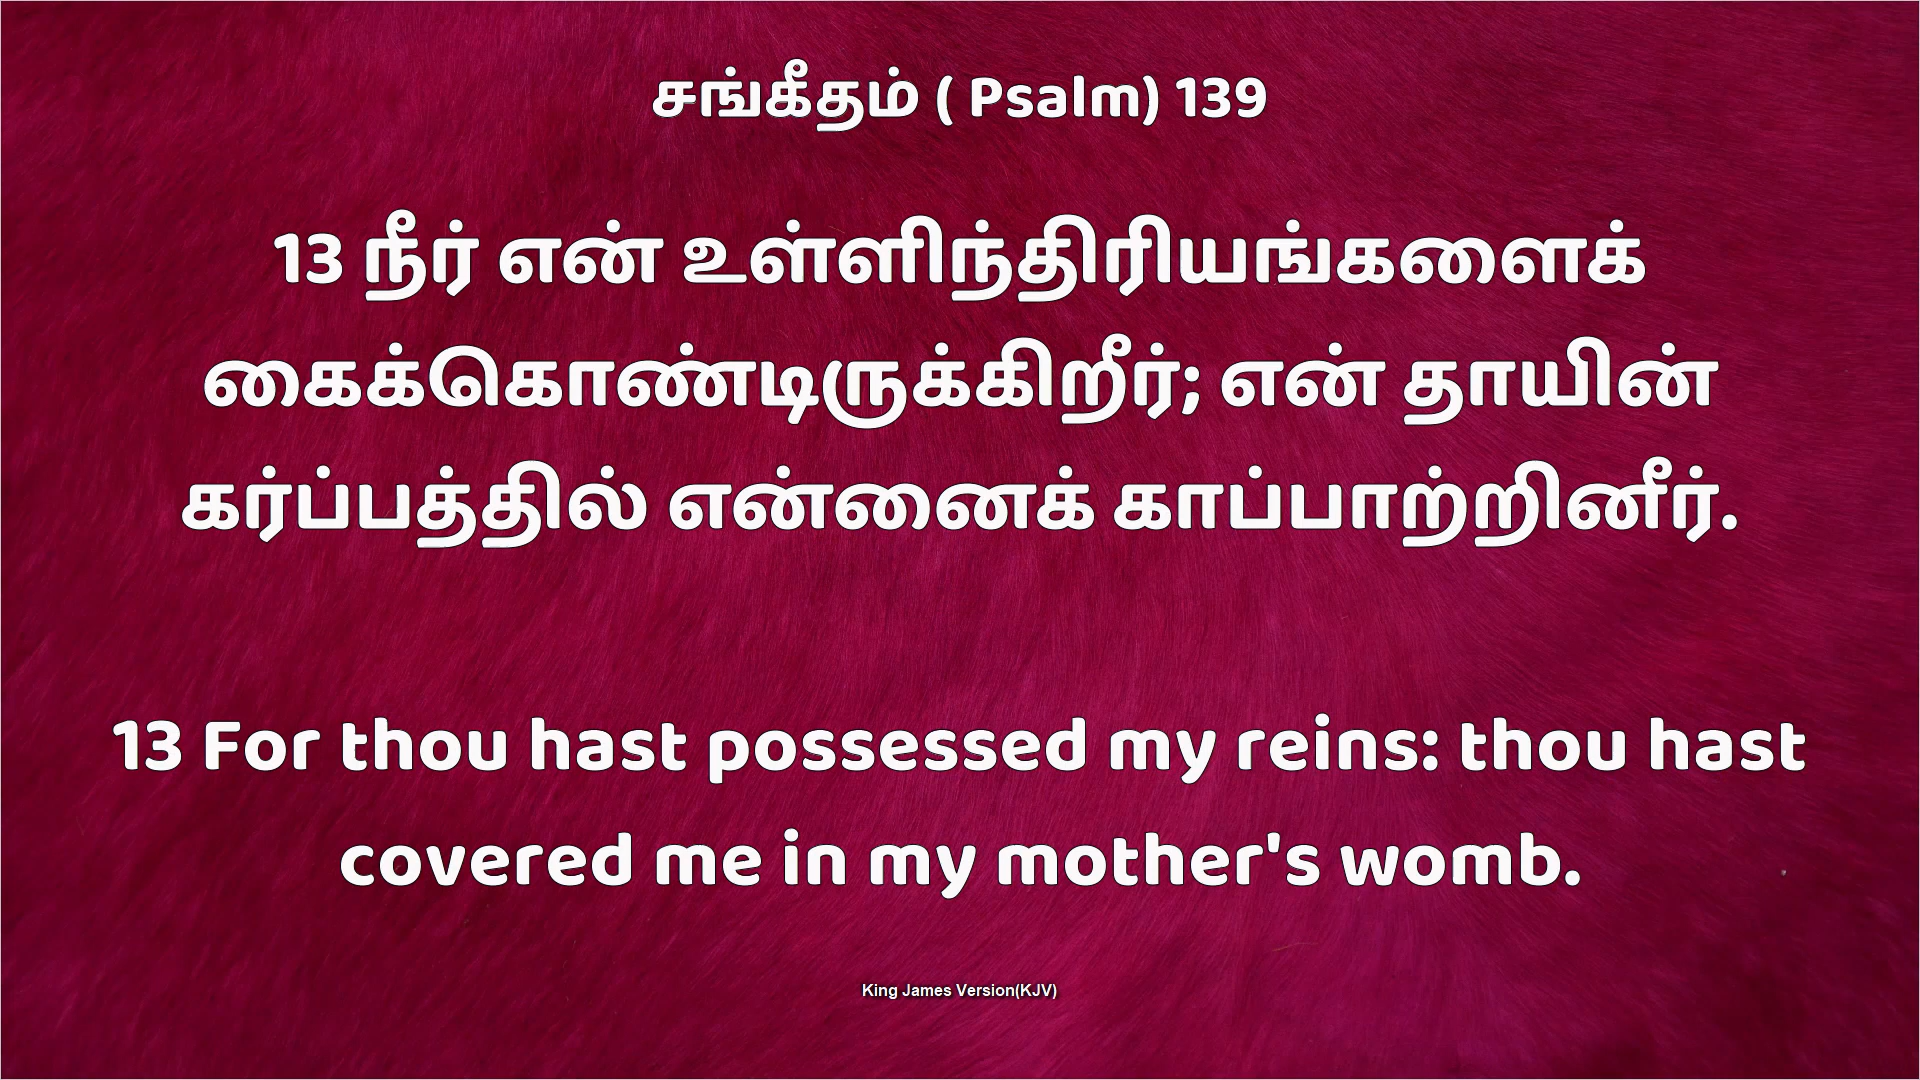 சங்கீதம் ( Psalm) 139
13 நீர் என் உள்ளிந்திரியங்களைக்
கைக்கொண்டிருக்கிறீர்; என் தாயின்
கர்ப்பத்தில் என்னைக் காப்பாற்றினீர்.
13 For thou hast possessed my reins: thou hast
covered me in my mother's womb.
King James Version(KJV)